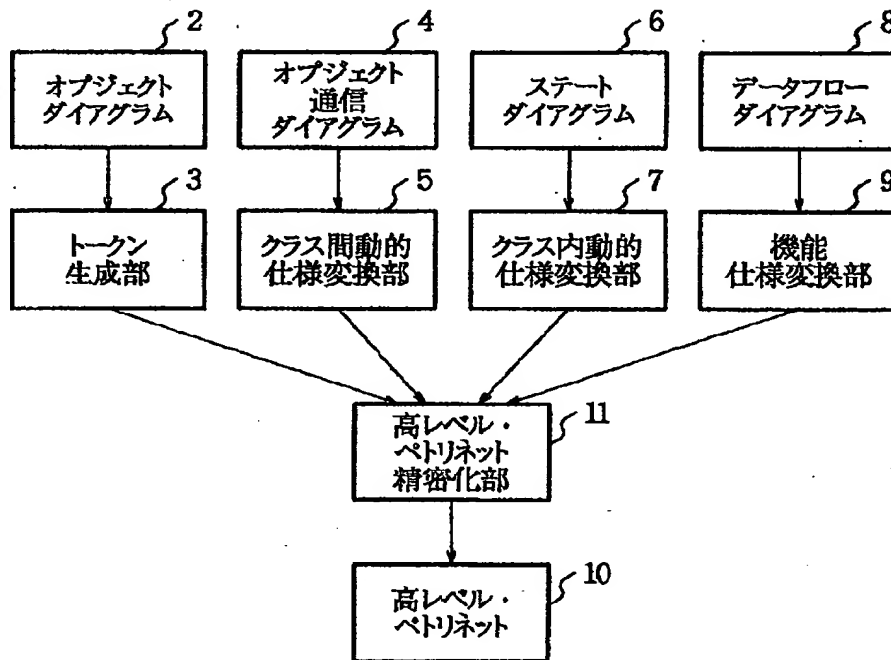 2
オブジェクト
ダイアグラム
4
オブジェクト
通信
ダイアグラム
6
ステート
ダイアグラム
8
データフロー
ダイアグラム
3
トークン
生成部
5
クラス間動的
仕様変換部
7
クラス内動的
仕様変換部
9
機能
仕様変換部
11
高レベル・
ペトリネット
精密化部
10
高レベル・
ペトリネット